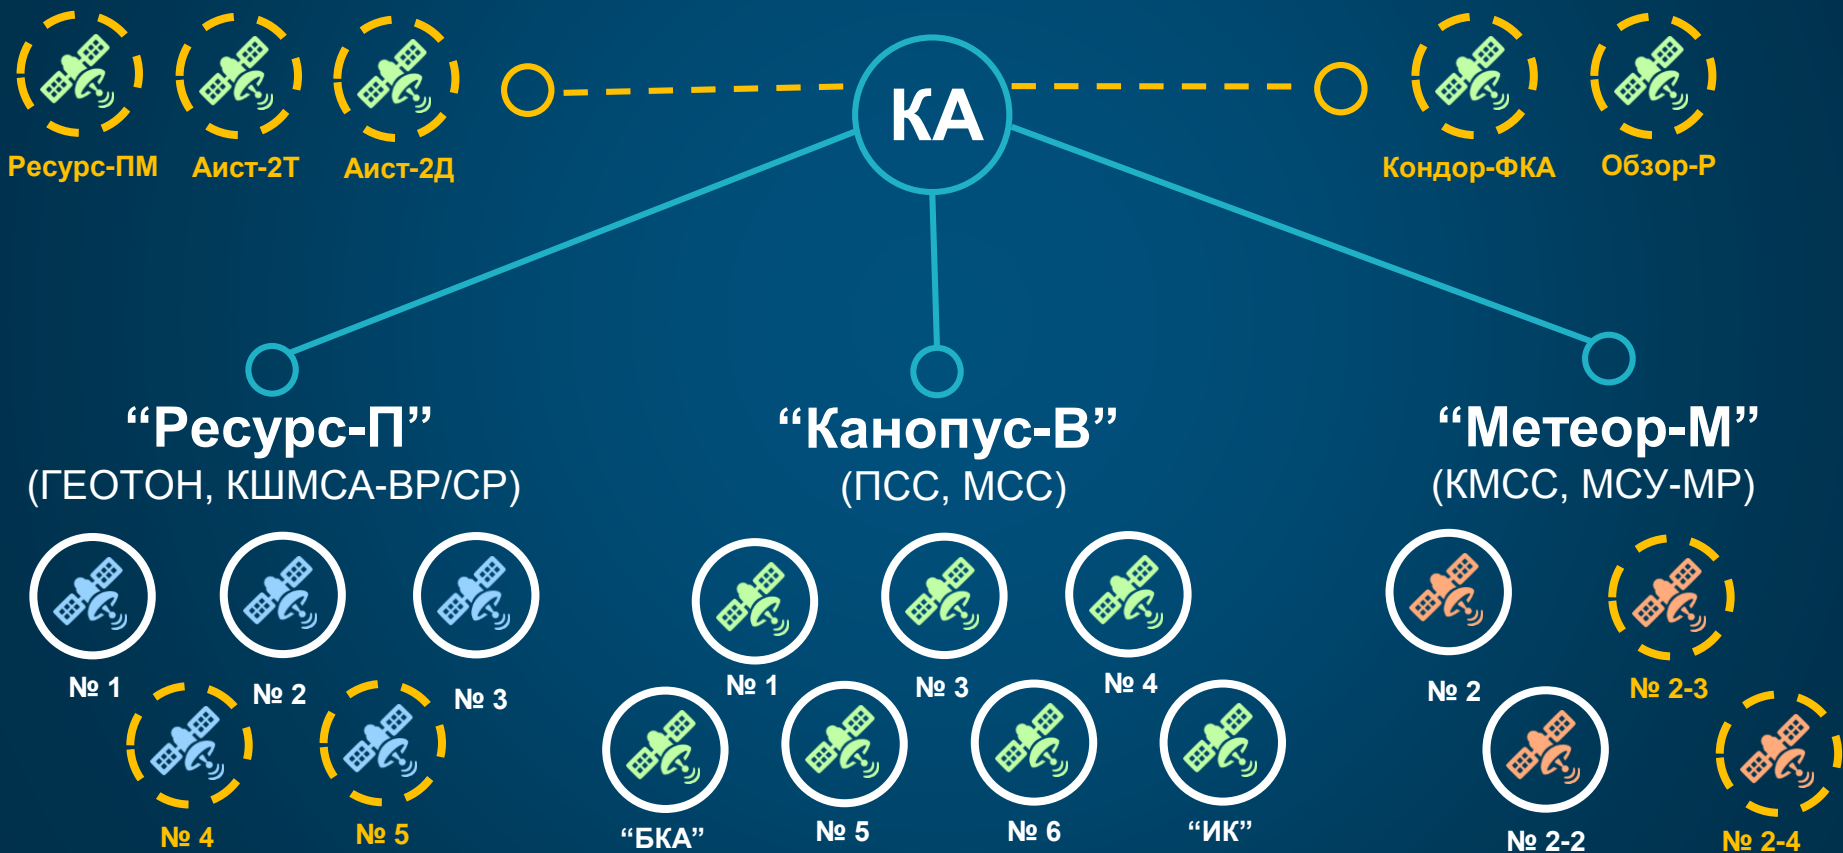 КА
Ресурс-ПМ
Аист-2Т
Аист-2Д
Кондор-ФКА
Обзор-Р
“Ресурс-П”
(ГЕОТОН, КШМСА-ВР/СР)
№ 1
№ 2
№ 3
№ 4
№ 5
“Канопус-В”
(ПСС, МСС)
№ 1
№ 3
№ 4
“БКА”
№ 5
№ 6
“ИК”
“Метеор-М”
(КМСС, МСУ-МР)
№ 2
№ 2-3
№ 2-2
№ 2-4